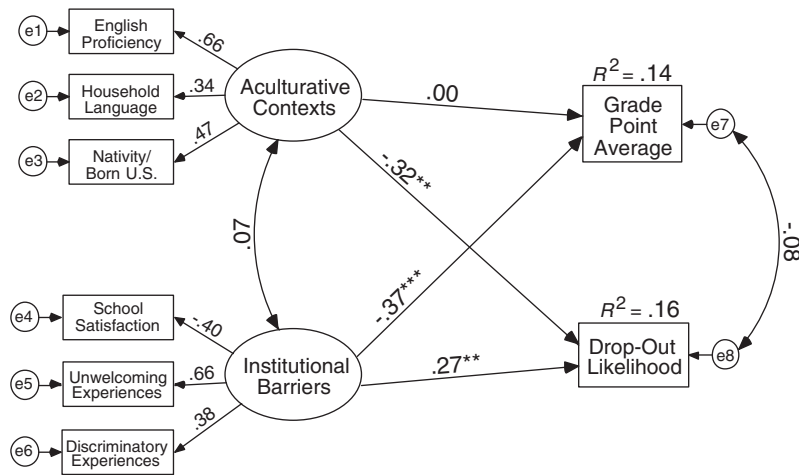 e1
English
Proficiency
.66
e2
Household
Language
.34
e3
Nativity/
Born U.S.
.47
Aculturative
Contexts
.00
R² = .14
Grade
Point
Average
e7
-.32**
.07
-.08
-.37***
e4
School
Satisfaction
-.40
e5
Unwelcoming
Experiences
.66
e6
Discriminatory
Experiences
.38
Institutional
Barriers
.27**
R² = .16
Drop-Out
Likelihood
e8